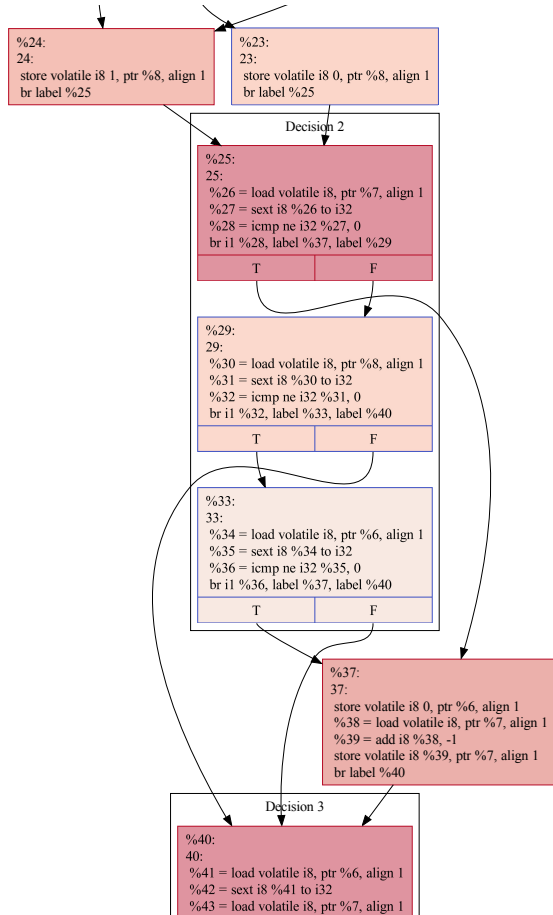 %24:
24:
store volatile i8 1, ptr %8, align 1
br label %25
%23:
23:
store volatile i8 0, ptr %8, align 1
br label %25
Decision 2
%25:
25:
%26 = load volatile i8, ptr %7, align 1
%27 = sext i8 %26 to i32
%28 = icmp ne i32 %27, 0
br i1 %28, label %37, label %29
T F
%29:
29:
%30 = load volatile i8, ptr %8, align 1
%31 = sext i8 %30 to i32
%32 = icmp ne i32 %31, 0
br i1 %32, label %33, label %40
T F
%33:
33:
%34 = load volatile i8, ptr %6, align 1
%35 = sext i8 %34 to i32
%36 = icmp ne i32 %35, 0
br i1 %36, label %37, label %40
T F
%37:
37:
store volatile i8 0, ptr %6, align 1
%38 = load volatile i8, ptr %7, align 1
%39 = add i8 %38, -1
store volatile i8 %39, ptr %7, align 1
br label %40
Decision 3
%40:
40:
%41 = load volatile i8, ptr %6, align 1
%42 = sext i8 %41 to i32
%43 = load volatile i8, ptr %7, align 1